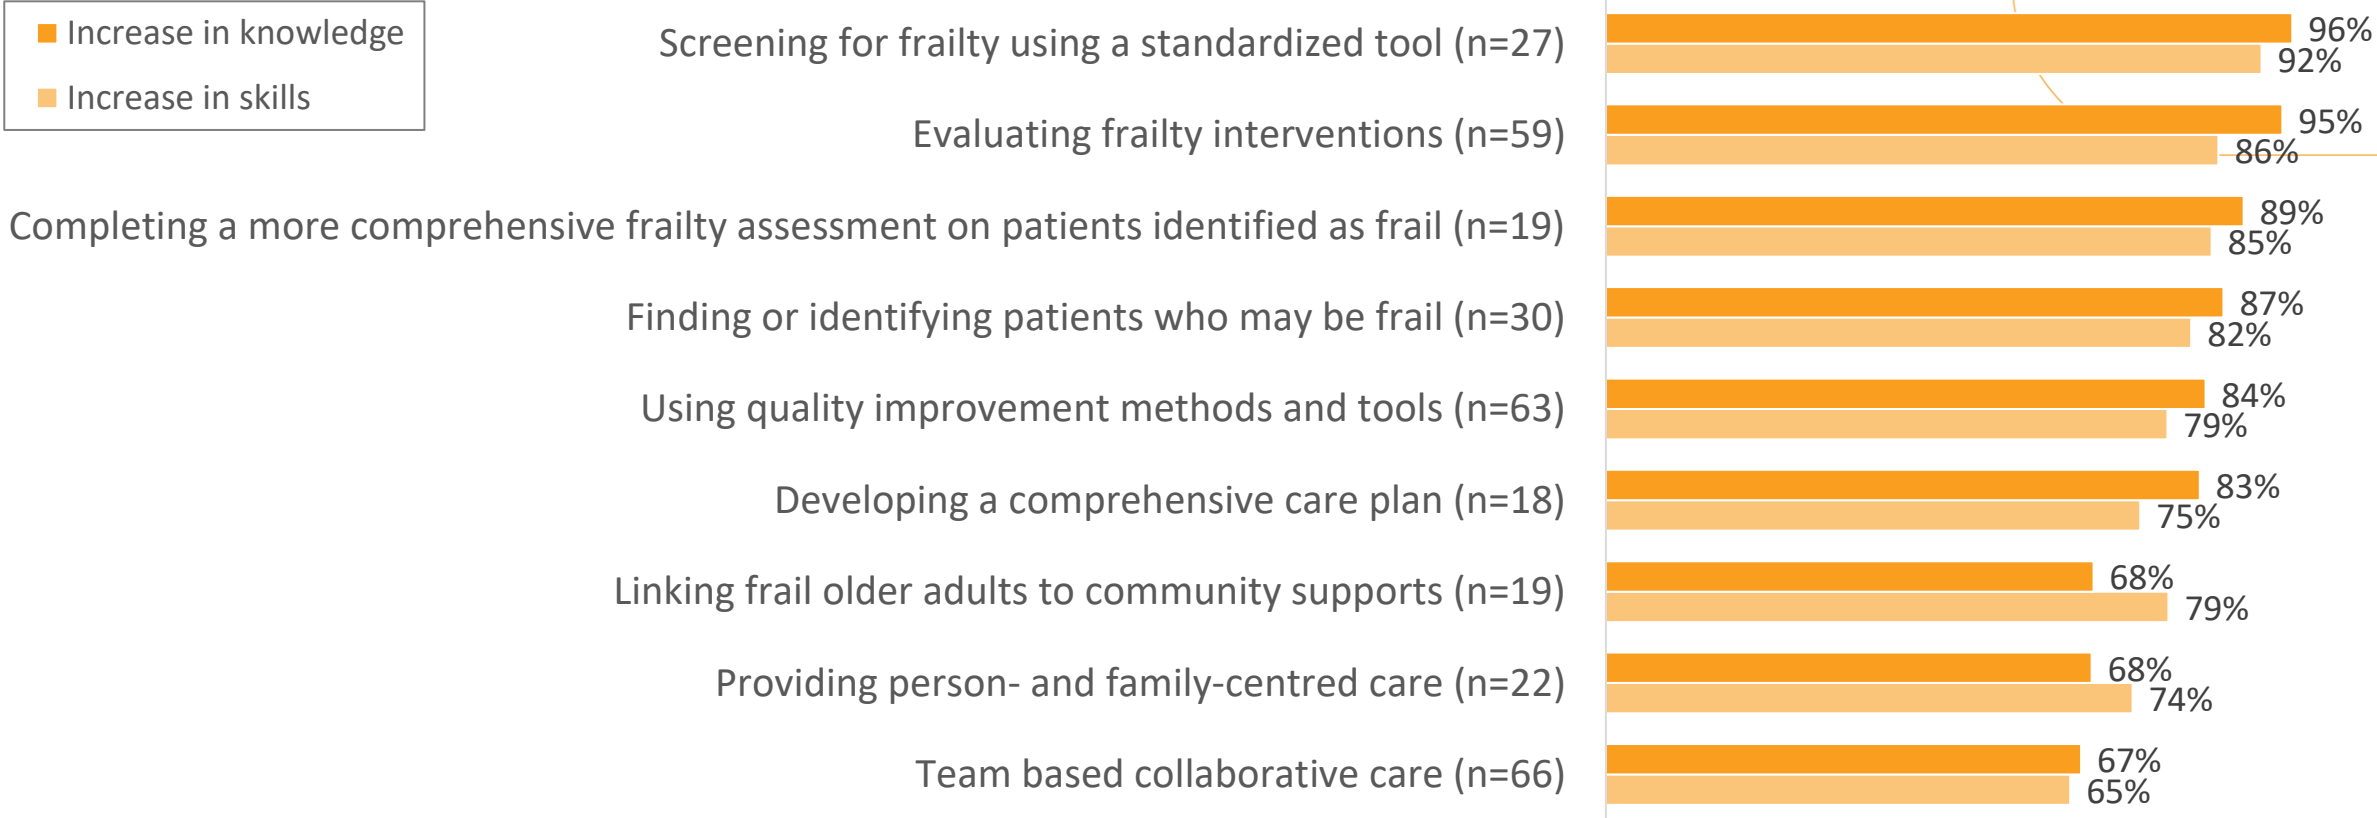 Increase in knowledge
Increase in skills
Screening for frailty using a standardized tool (n=27)
96%
92%
Evaluating frailty interventions (n=59)
95%
86%
Completing a more comprehensive frailty assessment on patients identified as frail (n=19)
89%
85%
Finding or identifying patients who may be frail (n=30)
87%
82%
Using quality improvement methods and tools (n=63)
84%
79%
Developing a comprehensive care plan (n=18)
83%
75%
Linking frail older adults to community supports (n=19)
68%
79%
Providing person- and family-centred care (n=22)
68%
74%
Team based collaborative care (n=66)
67%
65%